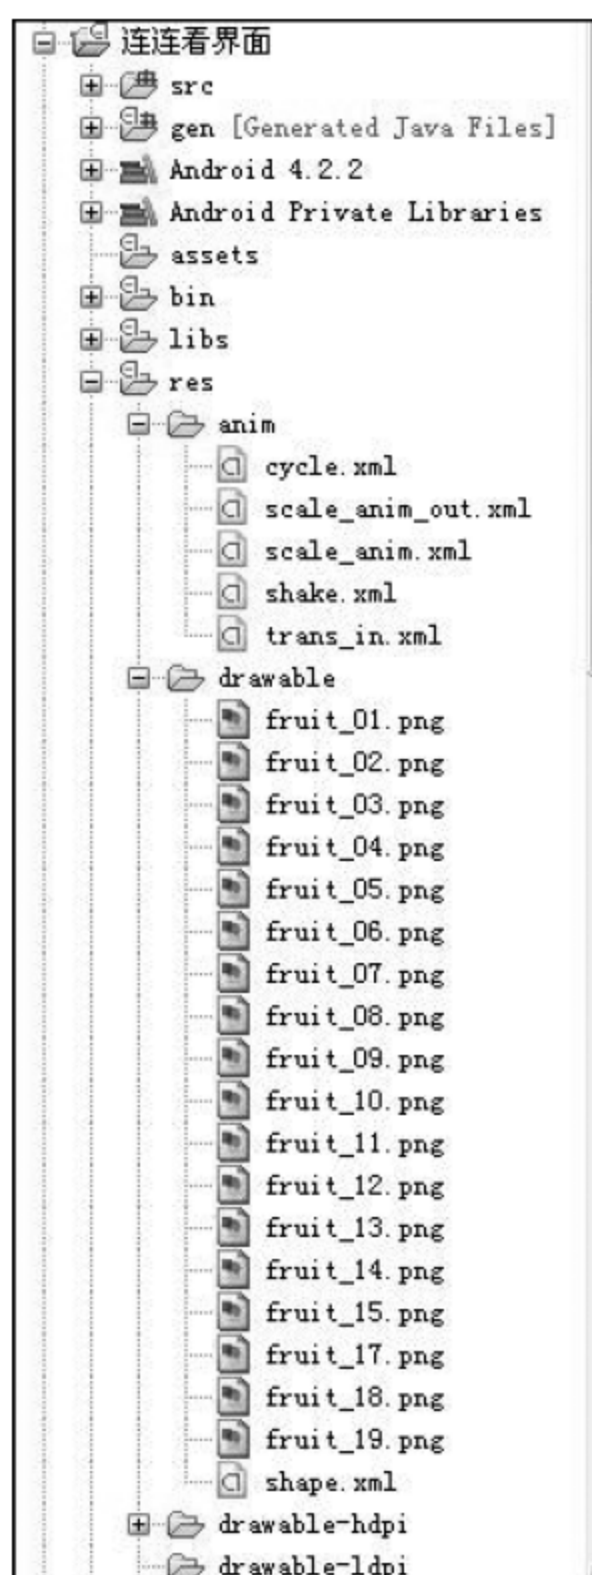 连连看界面
src
gen [Generated Java Files]
Android 4.2.2
Android Private Libraries
assets
bin
libs
res
anim
cycle.xml
scale_anim_out.xml
scale_anim.xml
shake.xml
trans_in.xml
drawable
fruit_01.png
fruit_02.png
fruit_03.png
fruit_04.png
fruit_05.png
fruit_06.png
fruit_07.png
fruit_08.png
fruit_09.png
fruit_10.png
fruit_11.png
fruit_12.png
fruit_13.png
fruit_14.png
fruit_15.png
fruit_17.png
fruit_18.png
fruit_19.png
shape.xml
drawable-hdpi
drawable-ldpi